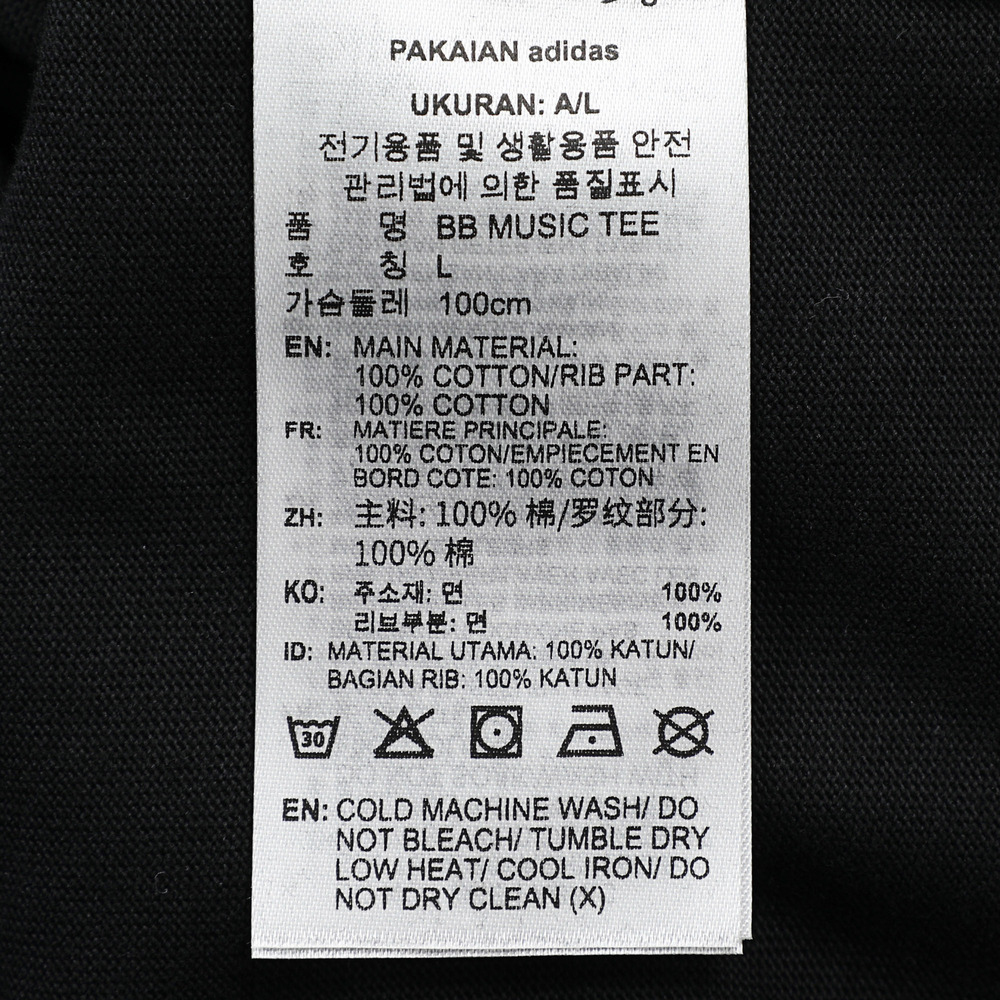 PAKAIAN adidas
UKURAN: A/L
전기용품 및 생활용품 안전
관리법에 의한 품질표시
품 명 BB MUSIC TEE
호 칭 L
가슴둘레 100cm
EN: MAIN MATERIAL:
100% COTTON/RIB PART:
100% COTTON
FR: MATIERE PRINCIPALE:
100% COTON/EMPIECEMENT EN
BORD COTE: 100% COTON
ZH: 主料: 100% 棉/罗纹部分:
100% 棉
KO: 주소재: 면 100%
리브부분: 면 100%
ID: MATERIAL UTAMA: 100% KATUN/
BAGIAN RIB: 100% KATUN
30
EN: COLD MACHINE WASH/ DO
NOT BLEACH/ TUMBLE DRY
LOW HEAT/ COOL IRON/ DO
NOT DRY CLEAN (X)